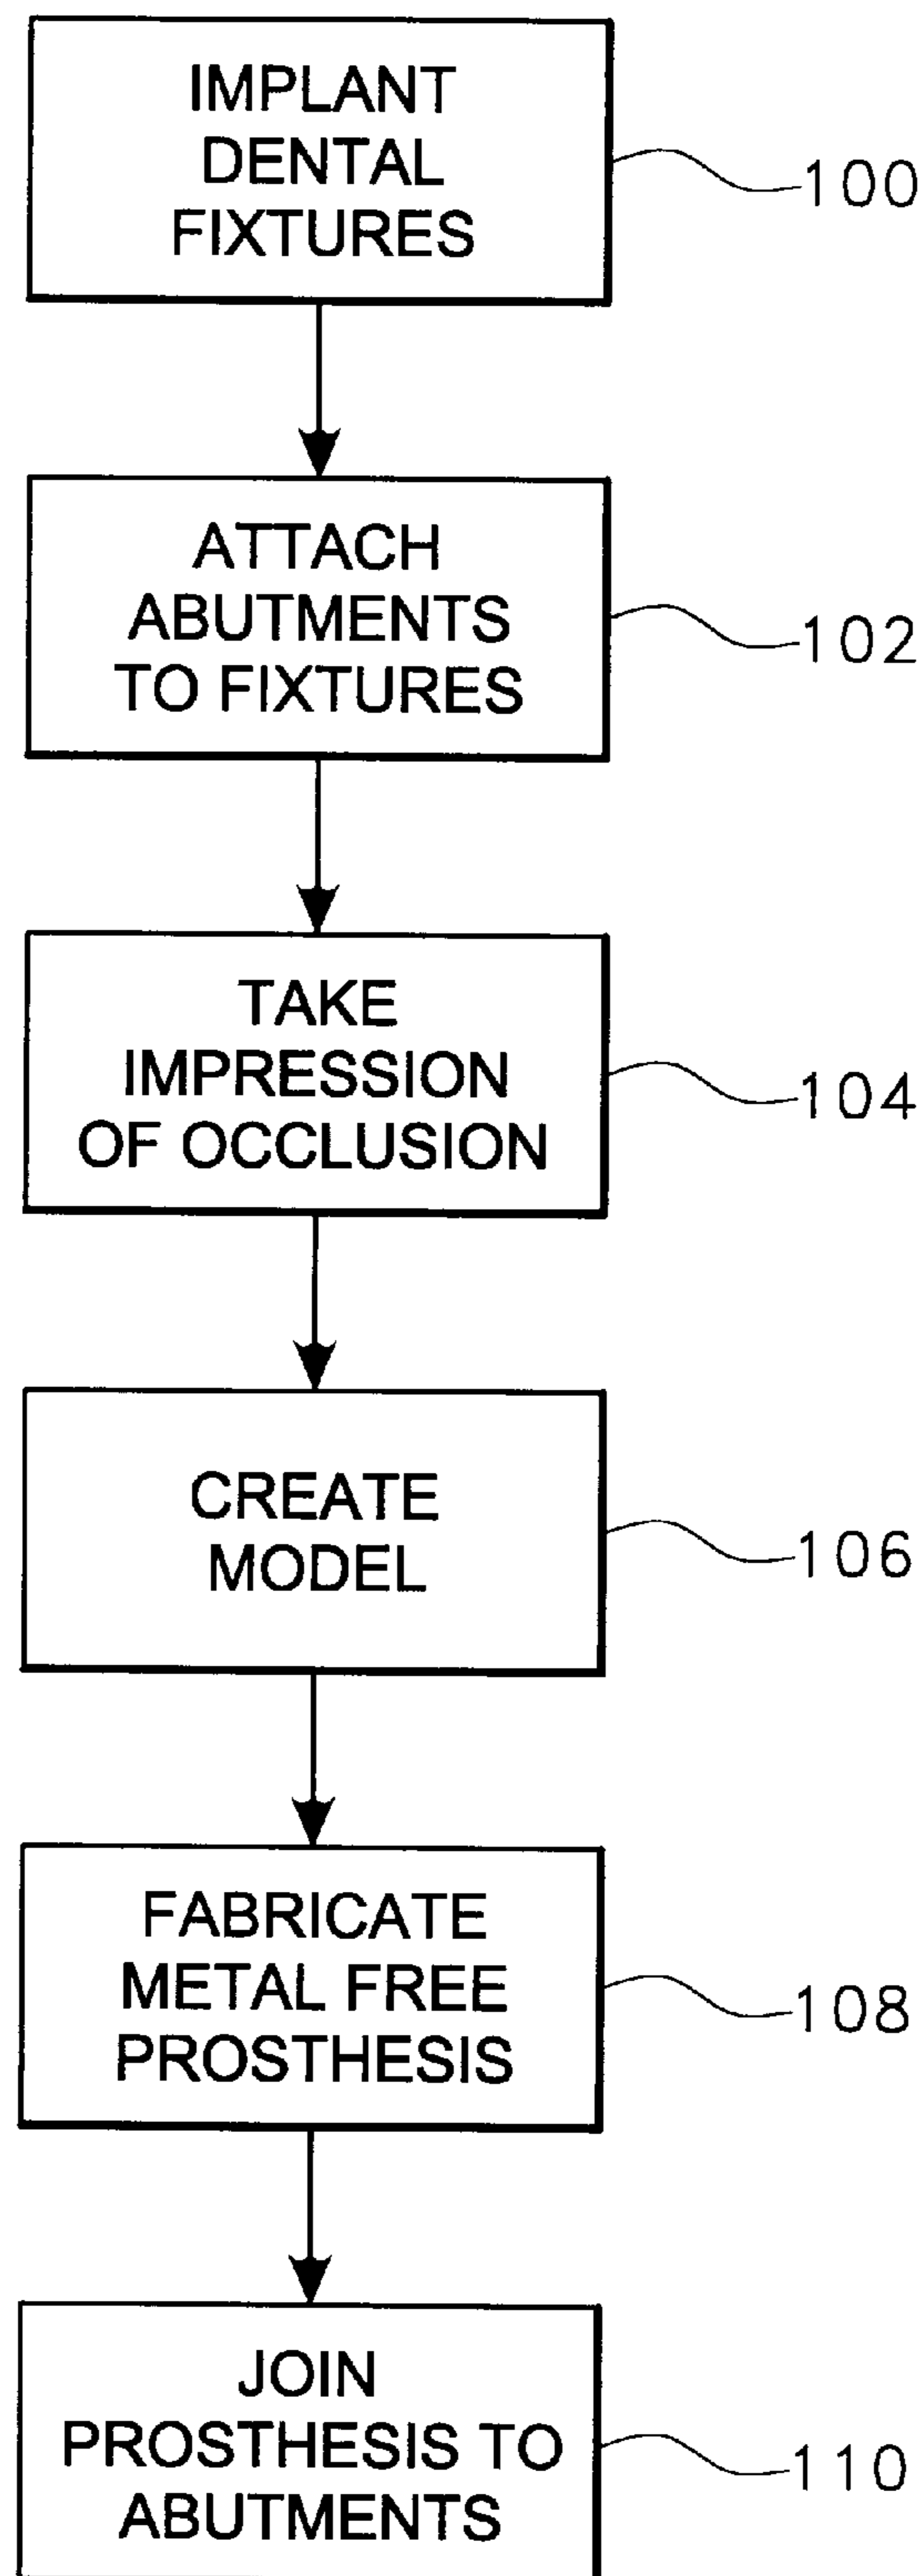 IMPLANT
DENTAL
FIXTURES
100
ATTACH
ABUTMENTS
TO FIXTURES
102
TAKE
IMPRESSION
OF OCCLUSION
104
CREATE
MODEL
106
FABRICATE
METAL FREE
PROSTHESIS
108
JOIN
PROSTHESIS TO
ABUTMENTS
110